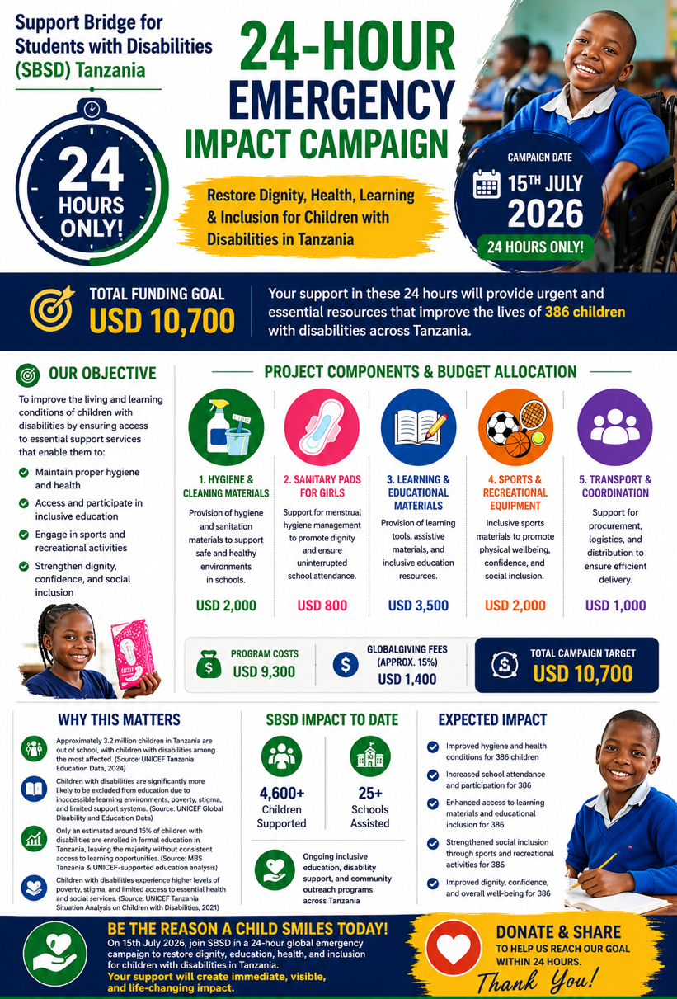 Support Bridge for
Students with Disabilities
(SBSD) Tanzania
24
HOURS
ONLY!
24-HOUR
EMERGENCY
IMPACT CAMPAIGN
Restore Dignity, Health, Learning
& Inclusion for Children with
Disabilities in Tanzania
CAMPAIGN DATE
15TH JULY
2026
24 HOURS ONLY!
TOTAL FUNDING GOAL
USD 10,700
Your support in these 24 hours will provide urgent and
essential resources that improve the lives of 386 children
with disabilities across Tanzania.
OUR OBJECTIVE
To improve the living and learning
conditions of children with
disabilities by ensuring access
to essential support services
that enable them to:
Maintain proper hygiene
and health
Access and participate in
inclusive education
Engage in sports and
recreational activities
Strengthen dignity,
confidence, and social
inclusion
PROJECT COMPONENTS & BUDGET ALLOCATION
1. HYGIENE &
CLEANING MATERIALS
Provision of hygiene
and sanitation
materials to support
safe and healthy
environments
in schools.
USD 2,000
2. SANITARY PADS
FOR GIRLS
Support for menstrual
hygiene management
to promote dignity
and ensure
uninterrupted
school attendance.
USD 800
3. LEARNING &
EDUCATIONAL
MATERIALS
Provision of learning
tools, assistive
materials, and
inclusive education
resources.
USD 3,500
4. SPORTS &
RECREATIONAL
EQUIPMENT
Inclusive sports
materials to promote
physical wellbeing,
confidence, and
social inclusion.
USD 2,000
5. TRANSPORT &
COORDINATION
Support for
procurement,
logistics, and
distribution to
ensure efficient
delivery.
USD 1,000
PROGRAM COSTS
USD 9,300
GLOBALGIVING FEES
(APPROX. 15%)
USD 1,400
TOTAL CAMPAIGN TARGET
USD 10,700
WHY THIS MATTERS
Approximately 3.2 million children in Tanzania are
out of school, with children with disabilities among
the most affected. (Source: UNICEF Tanzania
Education Data, 2024)
Children with disabilities are significantly more
likely to be excluded from education due to
inoccessible learning environments, poverty, stigma,
and limited support systems. (Source: UNICEF Global
Disability and Education Data)
Only an estimated around 15% of children with
disabilities are enrolled in formal education in
Tanzania, leaving the majority without consistent
access to learning opportunities. (Source: MBS
Tanzania & UNICEF-supported education analysis)
Children with disabilities experience higher levels of
poverty, stigma, and limited access to essential health
and social services. (Source: UNICEF Tanzania
Situation Analysis on Children with Disabilities, 2021)
SBSD IMPACT TO DATE
4,600+
Children
Supported
25+
Schools
Assisted
Ongoing inclusive
education, disability
support, and community
outreach programs
across Tanzania
EXPECTED IMPACT
Improved hygiene and health
conditions for 386 children
Increased school attendance
and participation for 386
Enhanced access to learning
materials and educational
inclusion for 386
Strengthened social inclusion
through sports and recreational
activities for 386
Improved dignity, confidence,
and overall well-being for 386
BE THE REASON A CHILD SMILES TODAY!
On 15th July 2026, join SBSD in a 24-hour global emergency
campaign to restore dignity, education, health, and inclusion
for children with disabilities in Tanzania.
Your support will create immediate, visible,
and life-changing impact.
DONATE & SHARE
TO HELP US REACH OUR GOAL
WITHIN 24 HOURS.
Thank You!